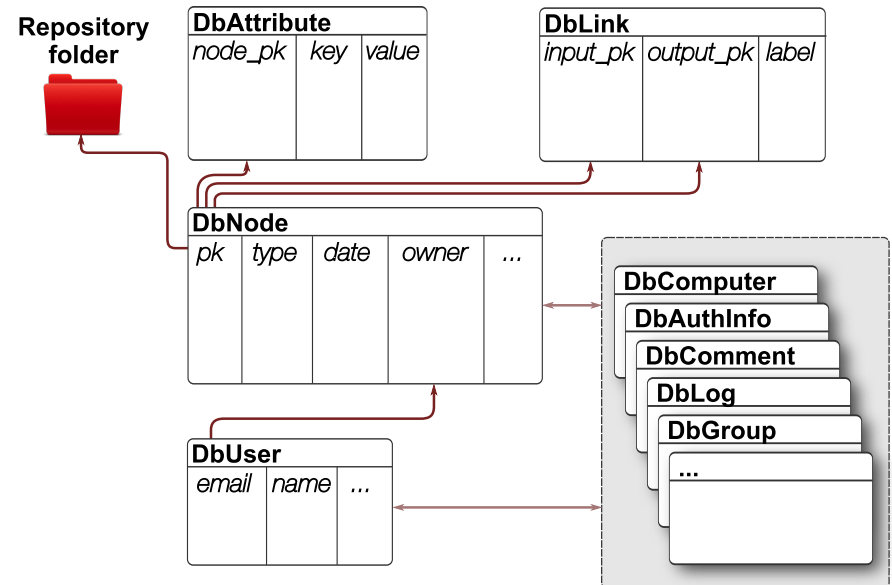 Repository
folder
DbAttribute
node_pk key value
DbLink
input_pk output_pk label
DbNode
pk type date owner ...
DbComputer
DbAuthInfo
DbComment
DbLog
DbGroup
...
DbUser
email name ...